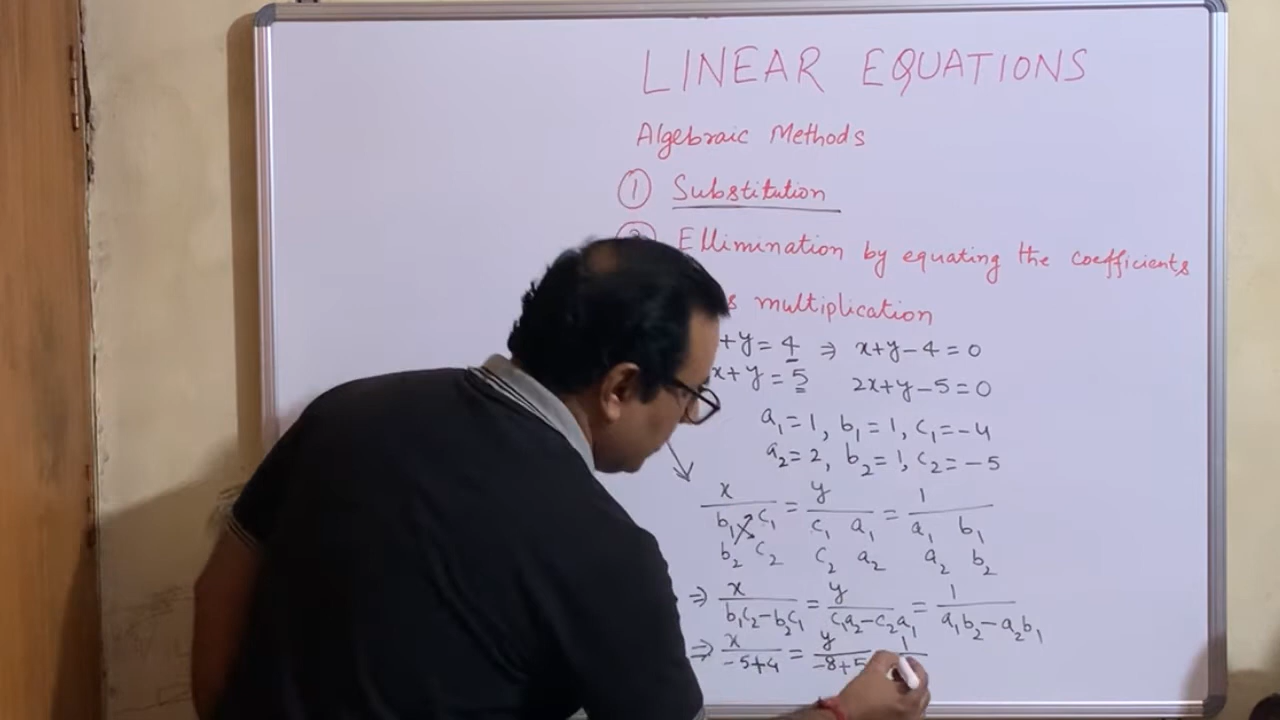 LINEAR EQUATIONS
Algebraic Methods
① Substitution
Ellimination by equating the coefficients
multiplication
+y=4 ⇒ x+y-4=0
x+y=5 2x+y-5=0
a₁=1, b₁=1, c₁=-4
a₂=2, b₂=1, c₂=-5
x/(b₁ c₁ b₂ c₂) = y/(c₁ a₁ c₂ a₂) = 1/(a₁ b₁ a₂ b₂)
⇒ x/(b₁c₂-b₂c₁) = y/(c₁a₂-c₂a₁) = 1/(a₁b₂-a₂b₁)
⇒ x/(-5+4) = y/(-8+5 1